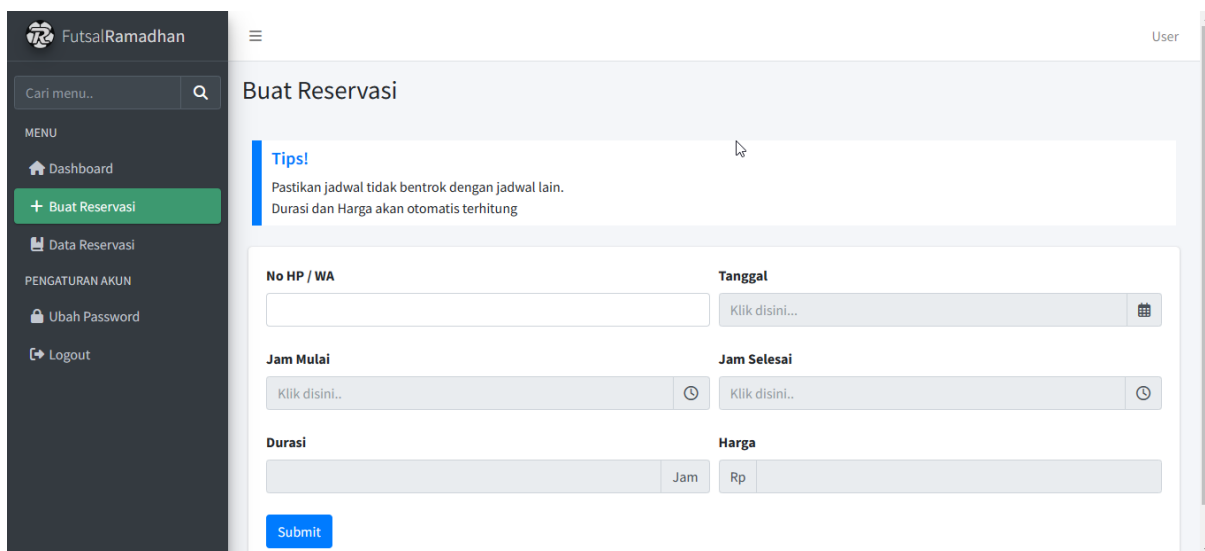 FutsalRamadhan
User
Cari menu..
MENU
Dashboard
Buat Reservasi
Data Reservasi
PENGATURAN AKUN
Ubah Password
Logout
Buat Reservasi
Tips!
Pastikan jadwal tidak bentrok dengan jadwal lain.
Durasi dan Harga akan otomatis terhitung
No HP / WA
Tanggal
Klik disini...
Jam Mulai
Jam Selesai
Klik disini..
Klik disini..
Durasi
Harga
Jam
Rp
Submit